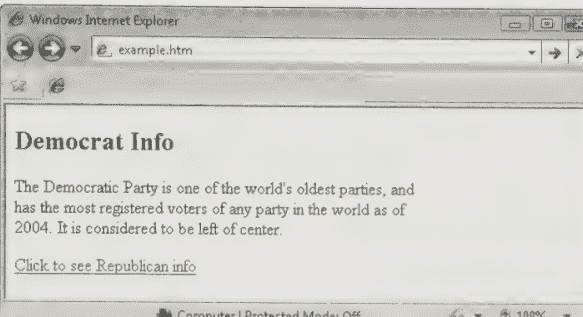 Windows Internet Explorer
example.htm
Democrat Info
The Democratic Party is one of the world's oldest parties, and
has the most registered voters of any party in the world as of
2004. It is considered to be left of center.
Click to see Republican info
Computer | Protected Mode: Off
100%